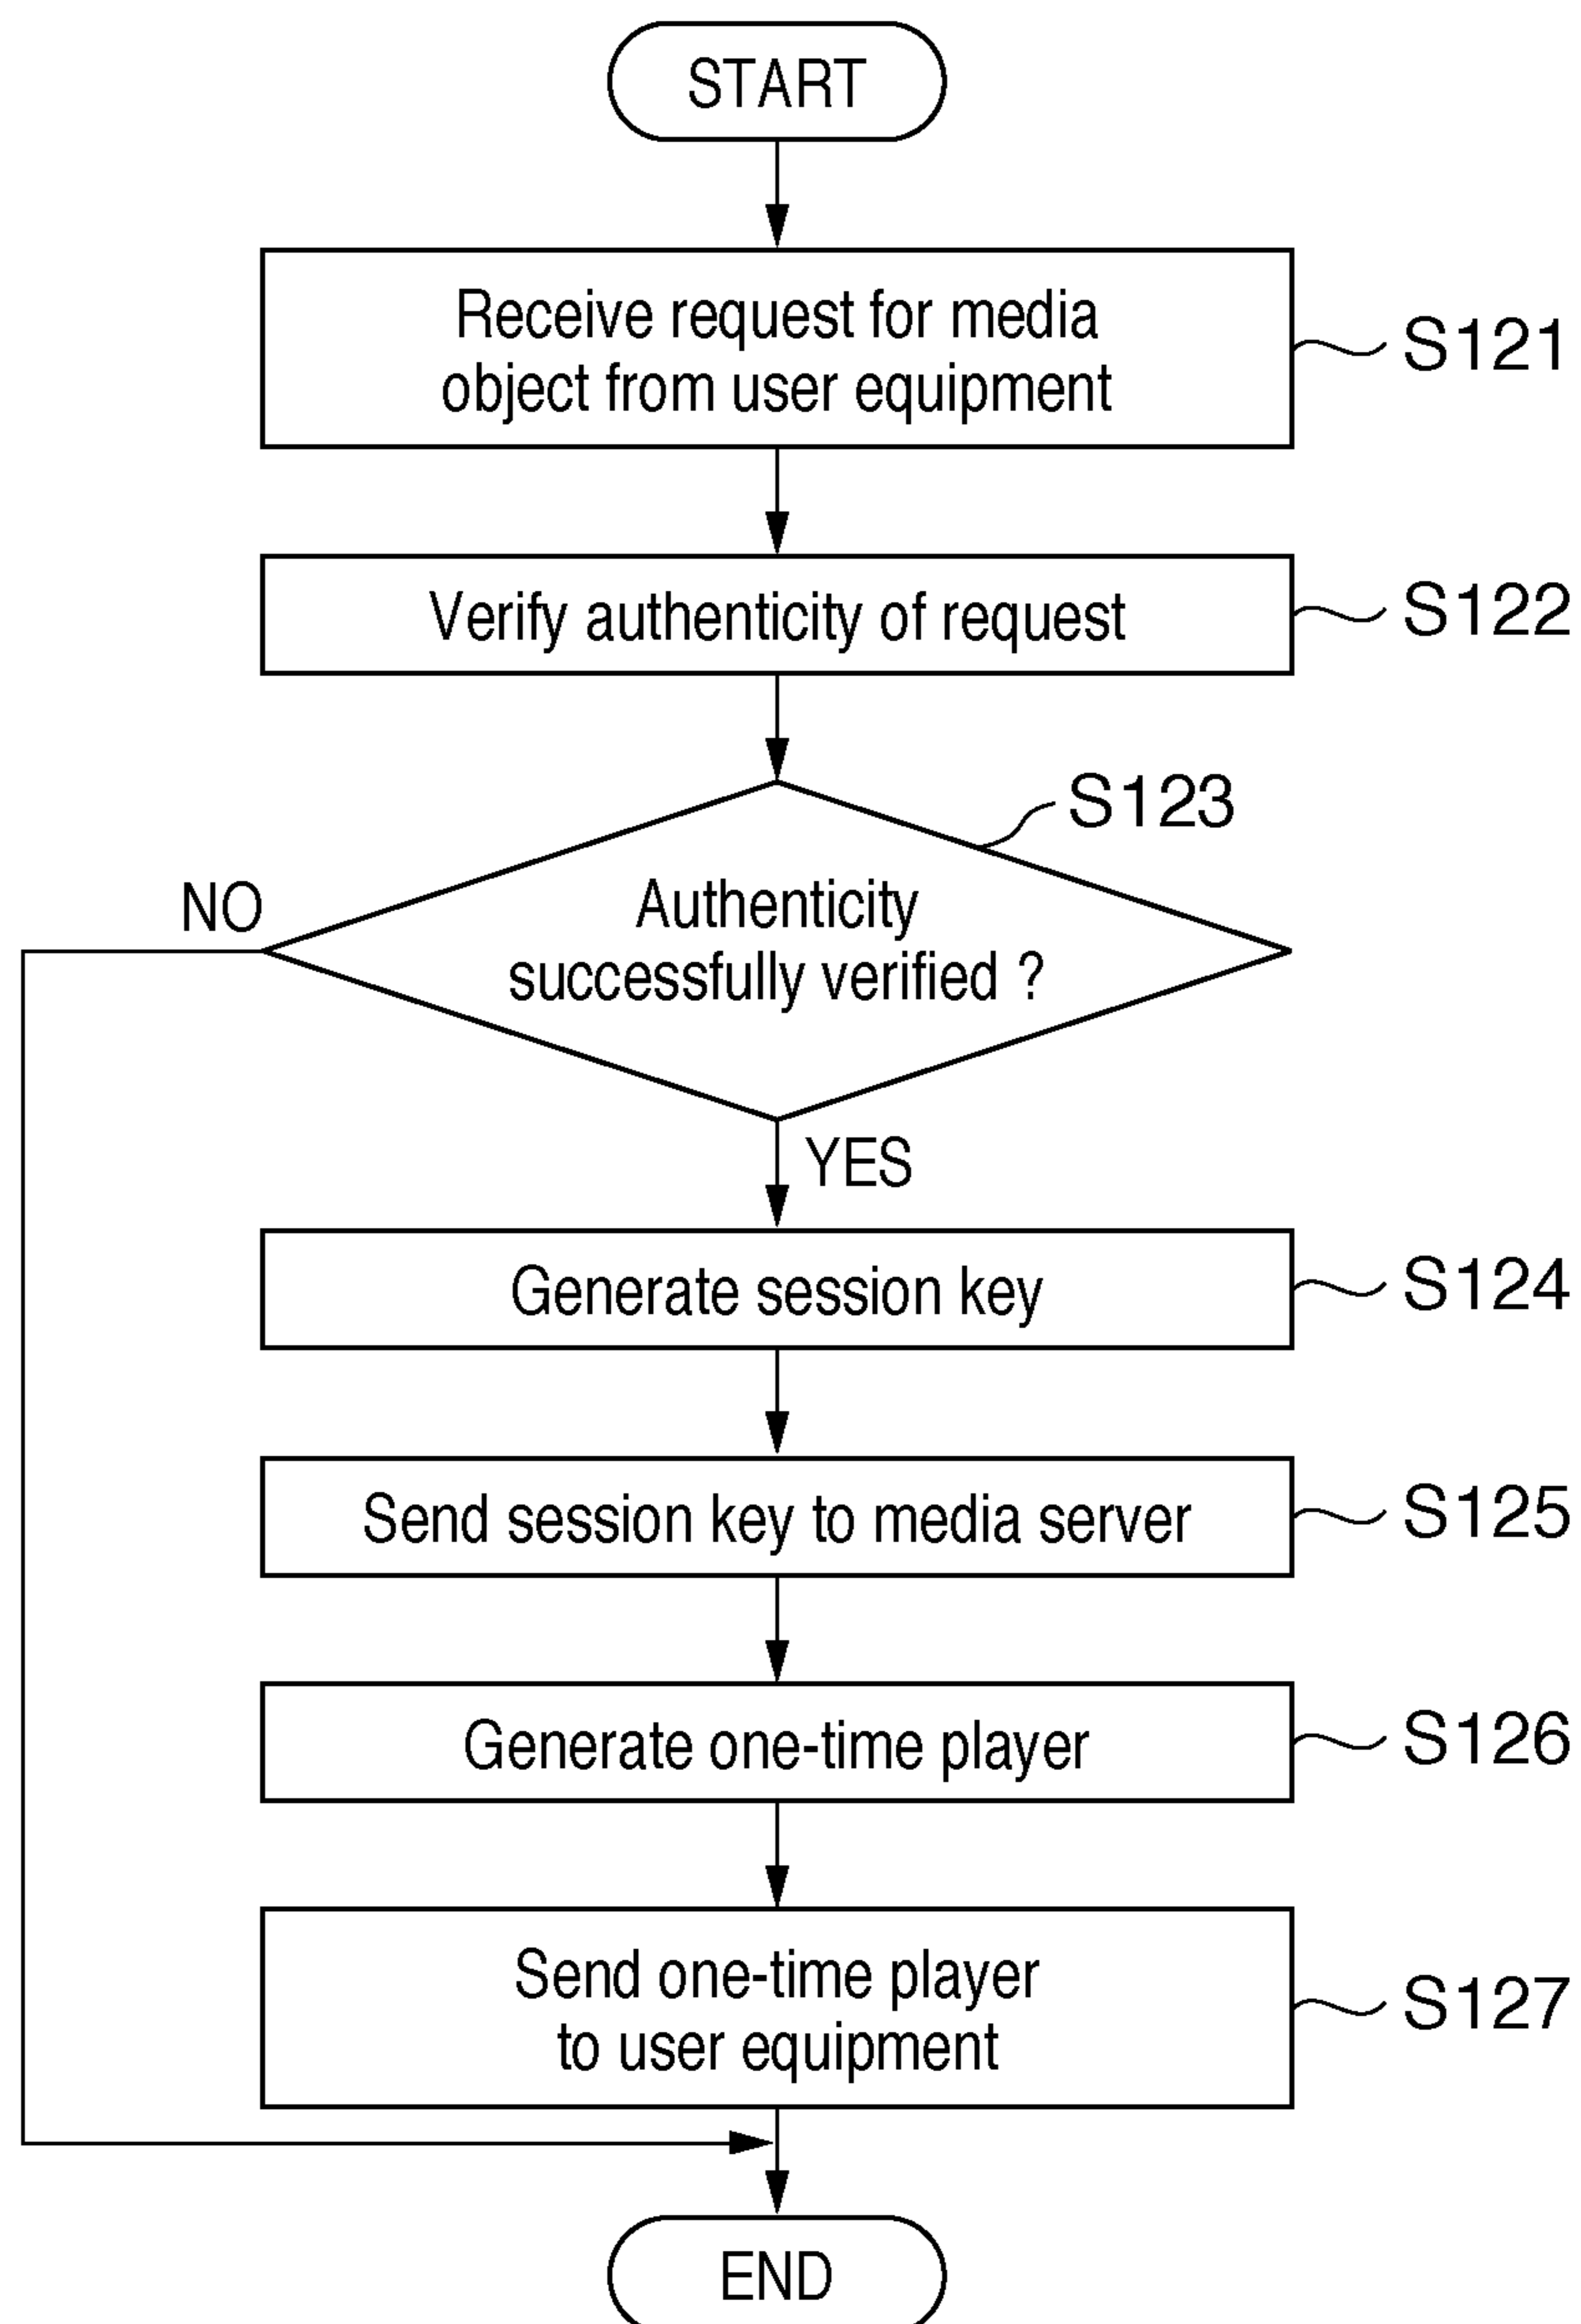 START
Receive request for media
object from user equipment
S121
Verify authenticity of request
S122
S123
NO
Authenticity
successfully verified ?
YES
Generate session key
S124
Send session key to media server
S125
Generate one-time player
S126
Send one-time player
to user equipment
S127
END